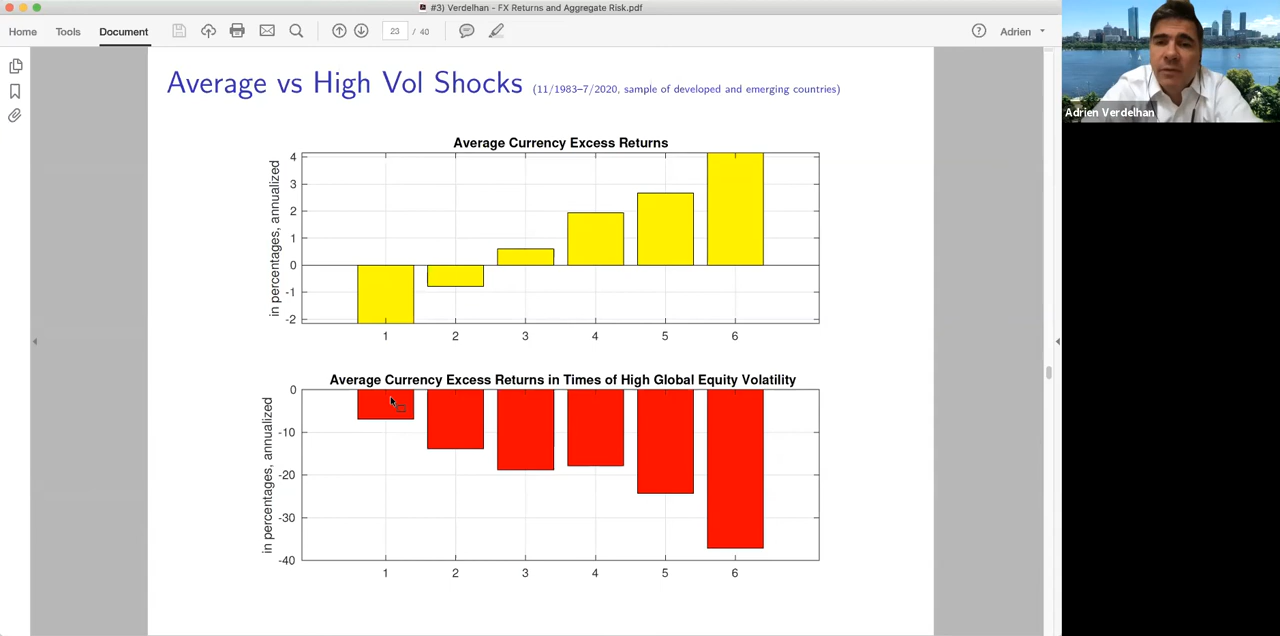 #3) Verdelhan - FX Returns and Aggregate Risk.pdf
Home Tools Document 23 / 40 Adrien
Average vs High Vol Shocks (11/1983–7/2020, sample of developed and emerging countries)
Adrien Verdelhan
Average Currency Excess Returns
in percentages, annualized
4
3
2
1
0
-1
-2
1 2 3 4 5 6
Average Currency Excess Returns in Times of High Global Equity Volatility
in percentages, annualized
0
-10
-20
-30
-40
1 2 3 4 5 6